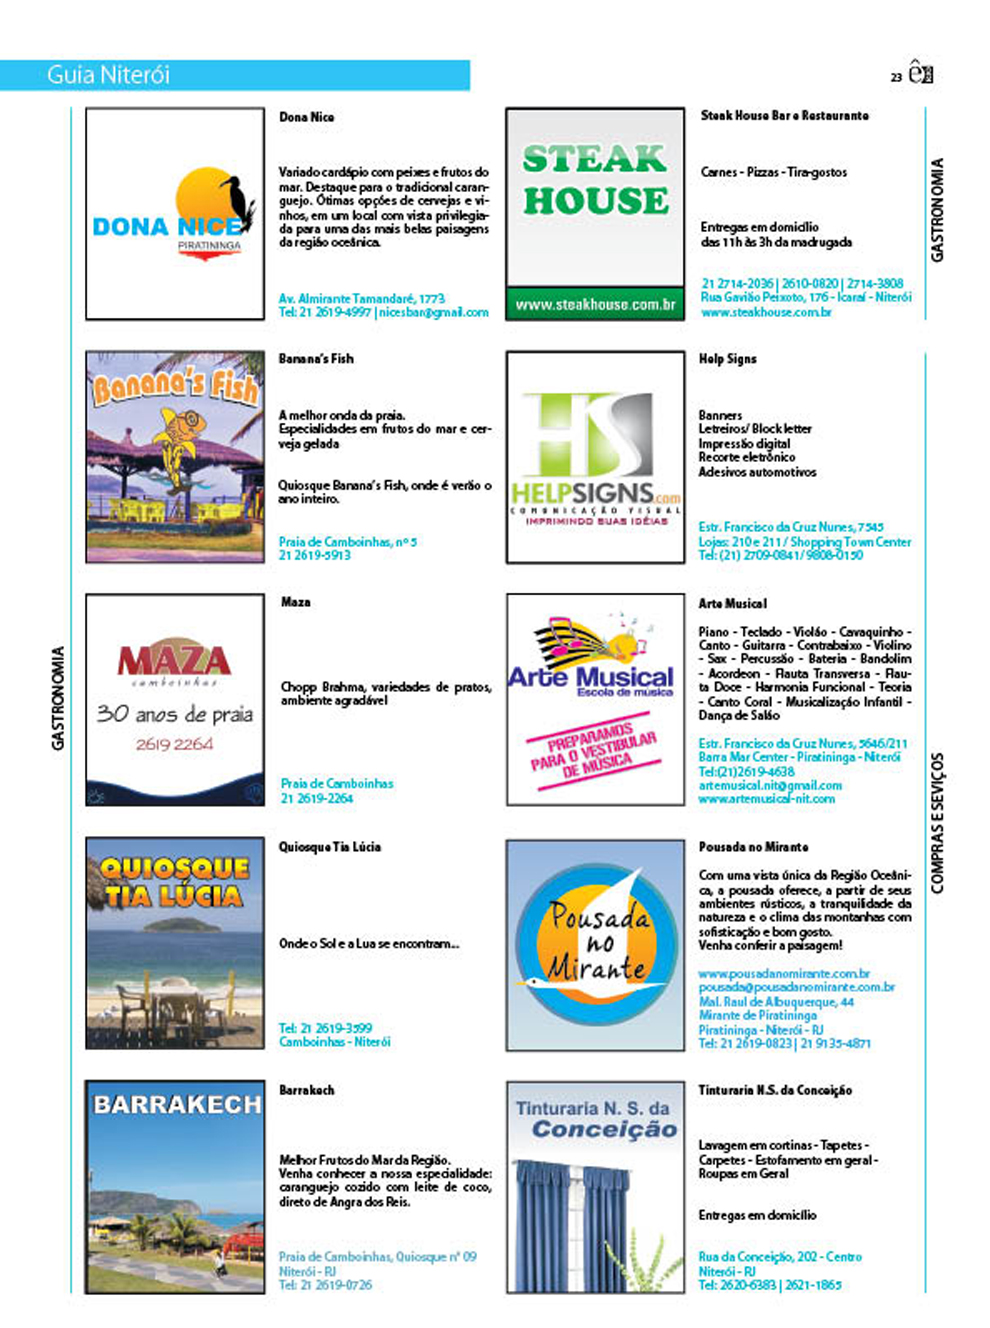 Guia Niterói
23 ê
GASTRONOMIA
DONA NICE
PIRATININGA
Dona Nice
Variado cardápio com peixes e frutos do
mar. Destaque para o tradicional caran-
guejo. Ótimas opções de cervejas e vi-
nhos, em um local com vista privilegia-
da para uma das mais belas paisagens
da região oceânica.
Av. Almirante Tamandaré, 1773
Tel: 21 2619-4997 | nicesbar@gmail.com
Banana's Fish
Banana's Fish
A melhor onda da praia.
Especialidades em frutos do mar e cer-
veja gelada
Quiosque Banana's Fish, onde é verão o
ano inteiro.
Praia de Camboinhas, nº 5
21 2619-5913
MAZA
camboinhas
30 anos de praia
2619 2264
Maza
Chopp Brahma, variedades de pratos,
ambiente agradável
Praia de Camboinhas
21 2619-2264
QUIOSQUE
TIA LÚCIA
Quiosque Tia Lúcia
Onde o Sol e a Lua se encontram...
Tel: 21 2619-3599
Camboinhas - Niterói
BARRAKECH
Barrakech
Melhor Frutos do Mar da Região.
Venha conhecer a nossa especialidade:
caranguejo cozido com leite de coco,
direto de Angra dos Reis.
Praia de Camboinhas, Quiosque n° 09
Niterói - RJ
Tel: 21 2619-0726
GASTRONOMIA
STEAK
HOUSE
www.steakhouse.com.br
Steak House Bar e Restaurante
Carnes - Pizzas - Tira-gostos
Entregas em domicílio
das 11h às 3h da madrugada
21 2714-2036 | 2610-0820 | 2714-3808
Rua Gavião Peixoto, 176 - Icaraí - Niterói
www.steakhouse.com.br
COMPRAS E SEVIÇOS
HS
HELPSIGNS.com
COMUNICAÇÃO VISUAL
IMPRIMINDO SUAS IDÉIAS
Help Signs
Banners
Letreiros/ Block letter
Impressão digital
Recorte eletrônico
Adesivos automotivos
Estr. Francisco da Cruz Nunes, 7545
Lojas: 210 e 211 / Shopping Town Center
Tel: (21) 2709-0841/ 9808-0150
Arte Musical
Escola de música
PREPARAMOS
PARA O VESTIBULAR
DE MÚSICA
Arte Musical
Piano - Teclado - Violão - Cavaquinho -
Canto - Guitarra - Contrabaixo - Violino
- Sax - Percussão - Bateria - Bandolim
- Acordeon - Flauta Transversa - Flau-
ta Doce - Harmonia Funcional - Teoria
- Canto Coral - Musicalização Infantil -
Dança de Salão
Estr. Francisco da Cruz Nunes, 5646/211
Barra Mar Center - Piratininga - Niterói
Tel:(21)2619-4638
artemusical.nit@gmail.com
www.artemusical-nit.com
Pousada
no
Mirante
Pousada no Mirante
Com uma vista única da Região Oceâni-
ca, a pousada oferece, a partir de seus
ambientes rústicos, a tranquilidade da
natureza e o clima das montanhas com
sofisticação e bom gosto.
Venha conferir a paisagem!
www.pousadanomirante.com.br
pousada@pousadanomirante.com.br
Mal. Raul de Albuquerque, 44
Mirante de Piratininga
Piratininga - Niterói - RJ
Tel: 21 2619-0823 | 21 9135-4871
Tinturaria N. S. da
Conceição
Tinturaria N.S. da Conceição
Lavagem em cortinas - Tapetes -
Carpetes - Estofamento em geral -
Roupas em Geral
Entregas em domicílio
Rua da Conceição, 202 - Centro
Niterói - RJ
Tel: 2620-6383 | 2621-1865